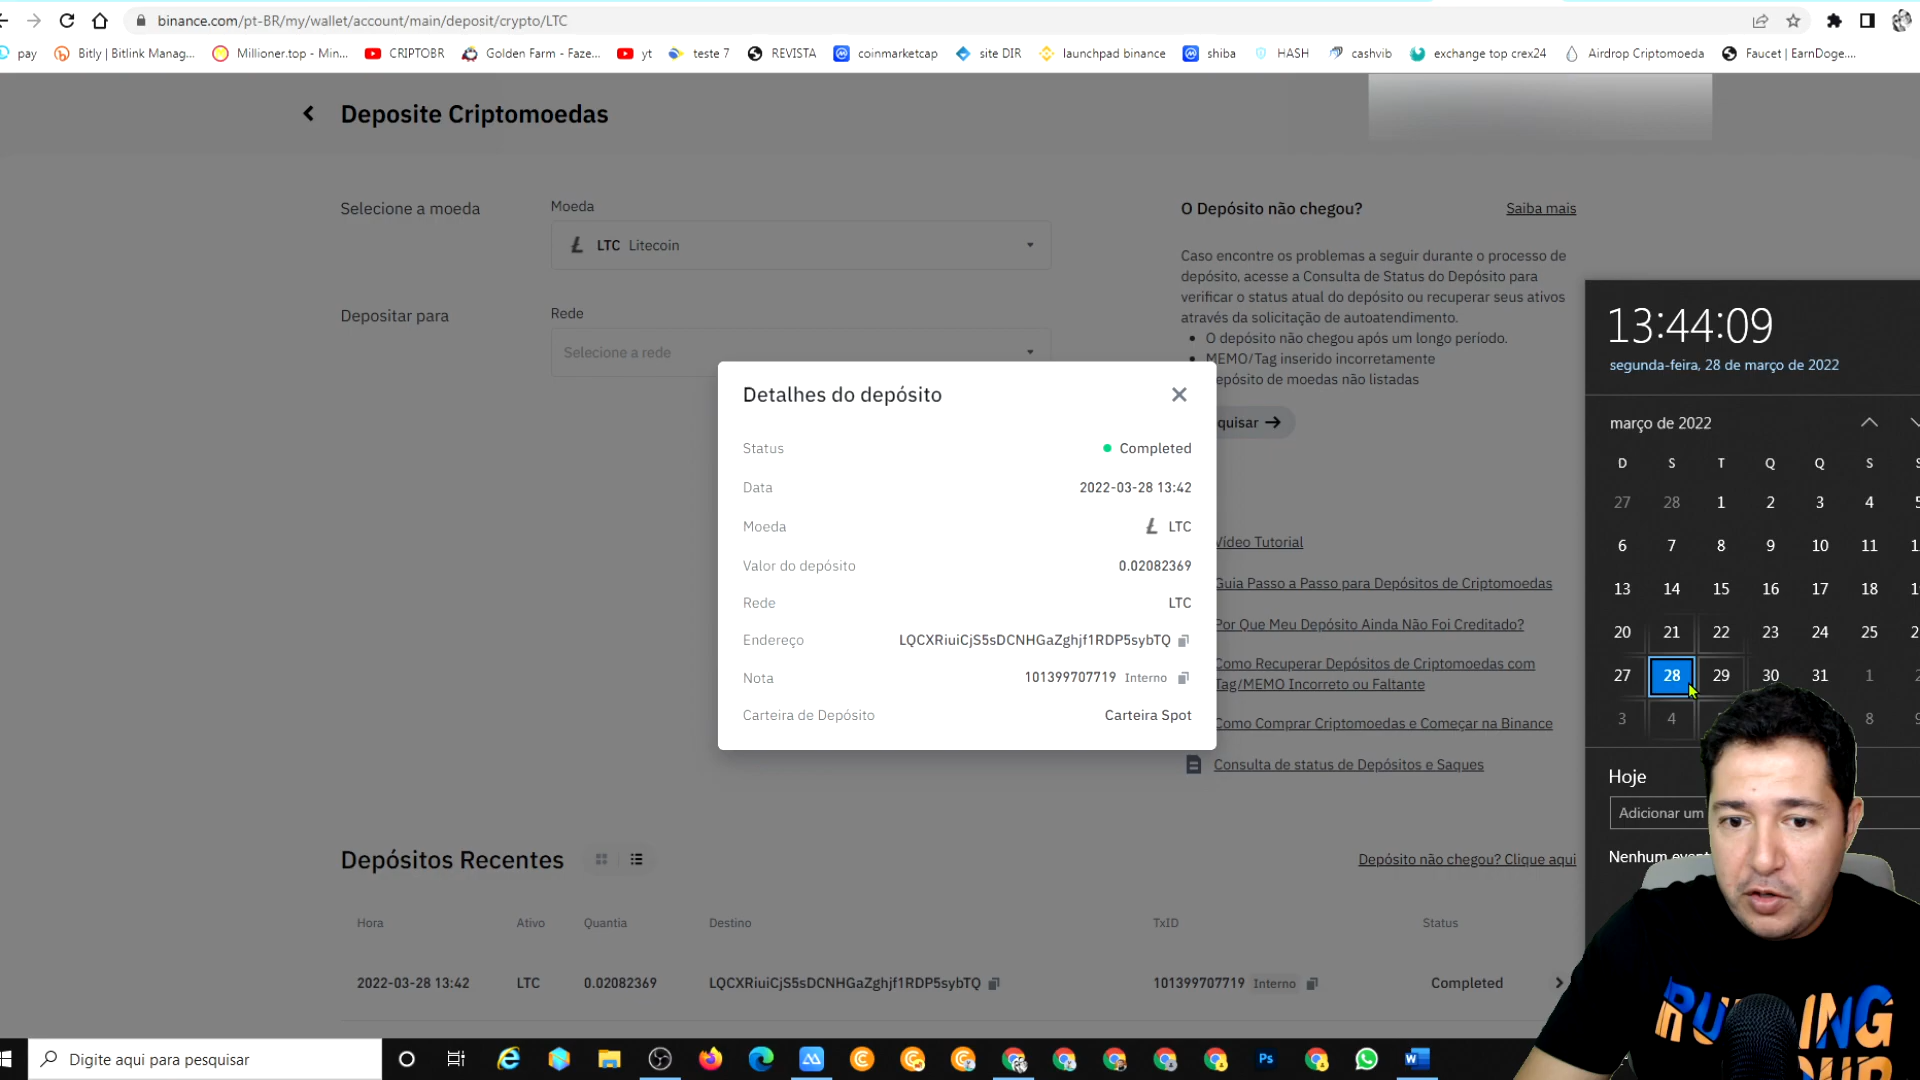 binance.com/pt-BR/my/wallet/account/main/deposit/crypto/LTC
pay
Bitly | Bitlink Manag...
Millioner.top - Min...
CRIPTOBR
Golden Farm - Faze...
yt
teste 7
REVISTA
coinmarketcap
site DIR
launchpad binance
shiba
HASH
cashvib
exchange top crex24
Airdrop Criptomoeda
Faucet | EarnDoge....
Deposite Criptomoedas
Selecione a moeda
Moeda
LTC Litecoin
Depositar para
Rede
Selecione a rede
O Depósito não chegou?
Saiba mais
Caso encontre os problemas a seguir durante o processo de
depósito, acesse a Consulta de Status do Depósito para
verificar o status atual do depósito ou recuperar seus ativos
através da solicitação de autoatendimento.
• O depósito não chegou após um longo período.
• MEMO/Tag inserido incorretamente
epósito de moedas não listadas
quisar
Vídeo Tutorial
Guia Passo a Passo para Depósitos de Criptomoedas
Por Que Meu Depósito Ainda Não Foi Creditado?
Como Recuperar Depósitos de Criptomoedas com
Tag/MEMO Incorreto ou Faltante
Como Comprar Criptomoedas e Começar na Binance
Consulta de status de Depósitos e Saques
Detalhes do depósito
Status
Completed
Data
2022-03-28 13:42
Moeda
LTC
Valor do depósito
0.02082369
Rede
LTC
Endereço
LQCXRiuiCjS5sDCNHGaZghjf1RDP5sybTQ
Nota
101399707719 Interno
Carteira de Depósito
Carteira Spot
13:44:09
segunda-feira, 28 de março de 2022
março de 2022
D S T Q Q S S
27 28 1 2 3 4 5
6 7 8 9 10 11
13 14 15 16 17 18
20 21 22 23 24 25
27 28 29 30 31 1
3 4 8
Hoje
Adicionar um
Nenhum
Depósitos Recentes
Depósito não chegou? Clique aqui
Hora Ativo Quantia Destino TxID Status
2022-03-28 13:42 LTC 0.02082369 LQCXRiuiCjS5sDCNHGaZghjf1RDP5sybTQ 101399707719 Interno Completed
Digite aqui para pesquisar
Ps